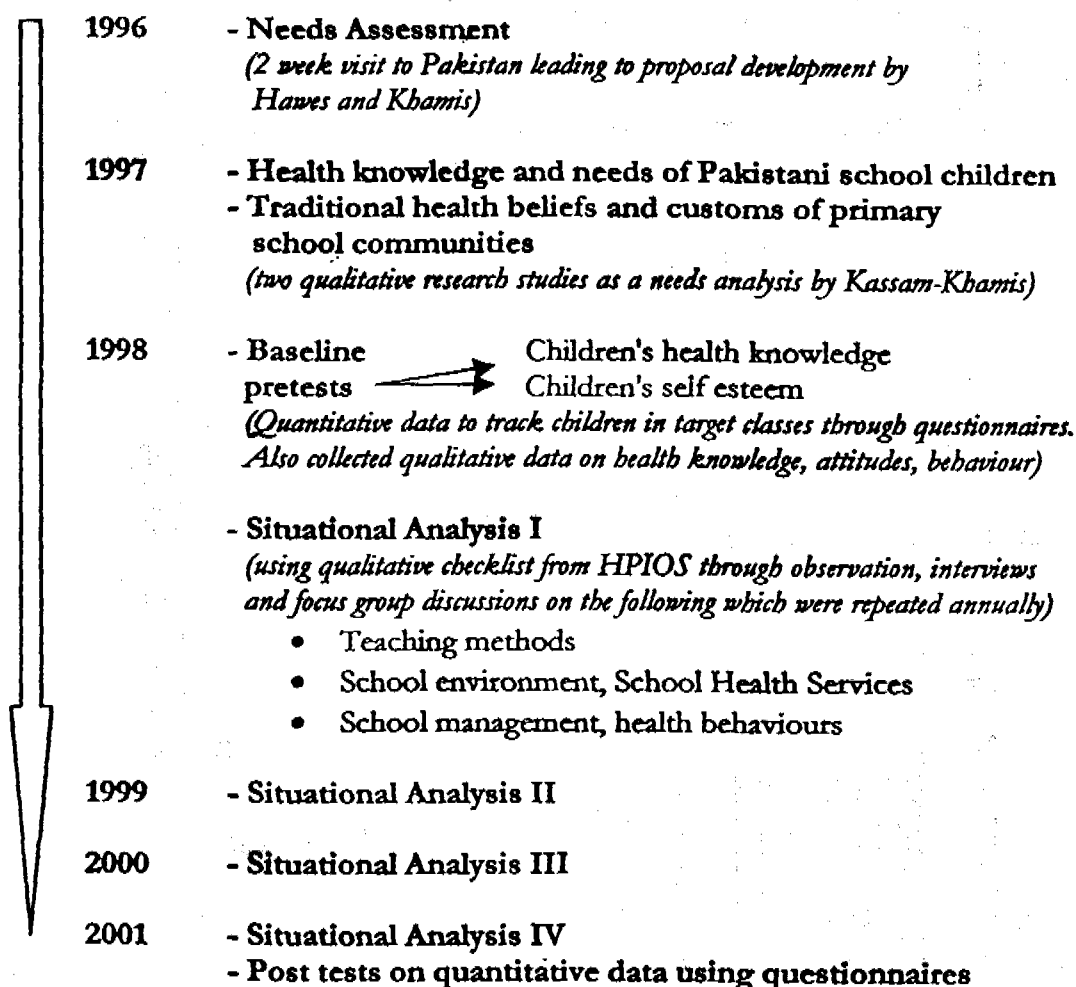 1996 - Needs Assessment
(2 week visit to Pakistan leading to proposal development by
Hawes and Khamis)
1997 - Health knowledge and needs of Pakistani school children
- Traditional health beliefs and customs of primary
school communities
(two qualitative research studies as a needs analysis by Kassam-Khamis)
1998 - Baseline Children's health knowledge
pretests Children's self esteem
(Quantitative data to track children in target classes through questionnaires.
Also collected qualitative data on health knowledge, attitudes, behaviour)
- Situational Analysis I
(using qualitative checklist from HPIOS through observation, interviews
and focus group discussions on the following which were repeated annually)
• Teaching methods
• School environment, School Health Services
• School management, health behaviours
1999 - Situational Analysis II
2000 - Situational Analysis III
2001 - Situational Analysis IV
- Post tests on quantitative data using questionnaires